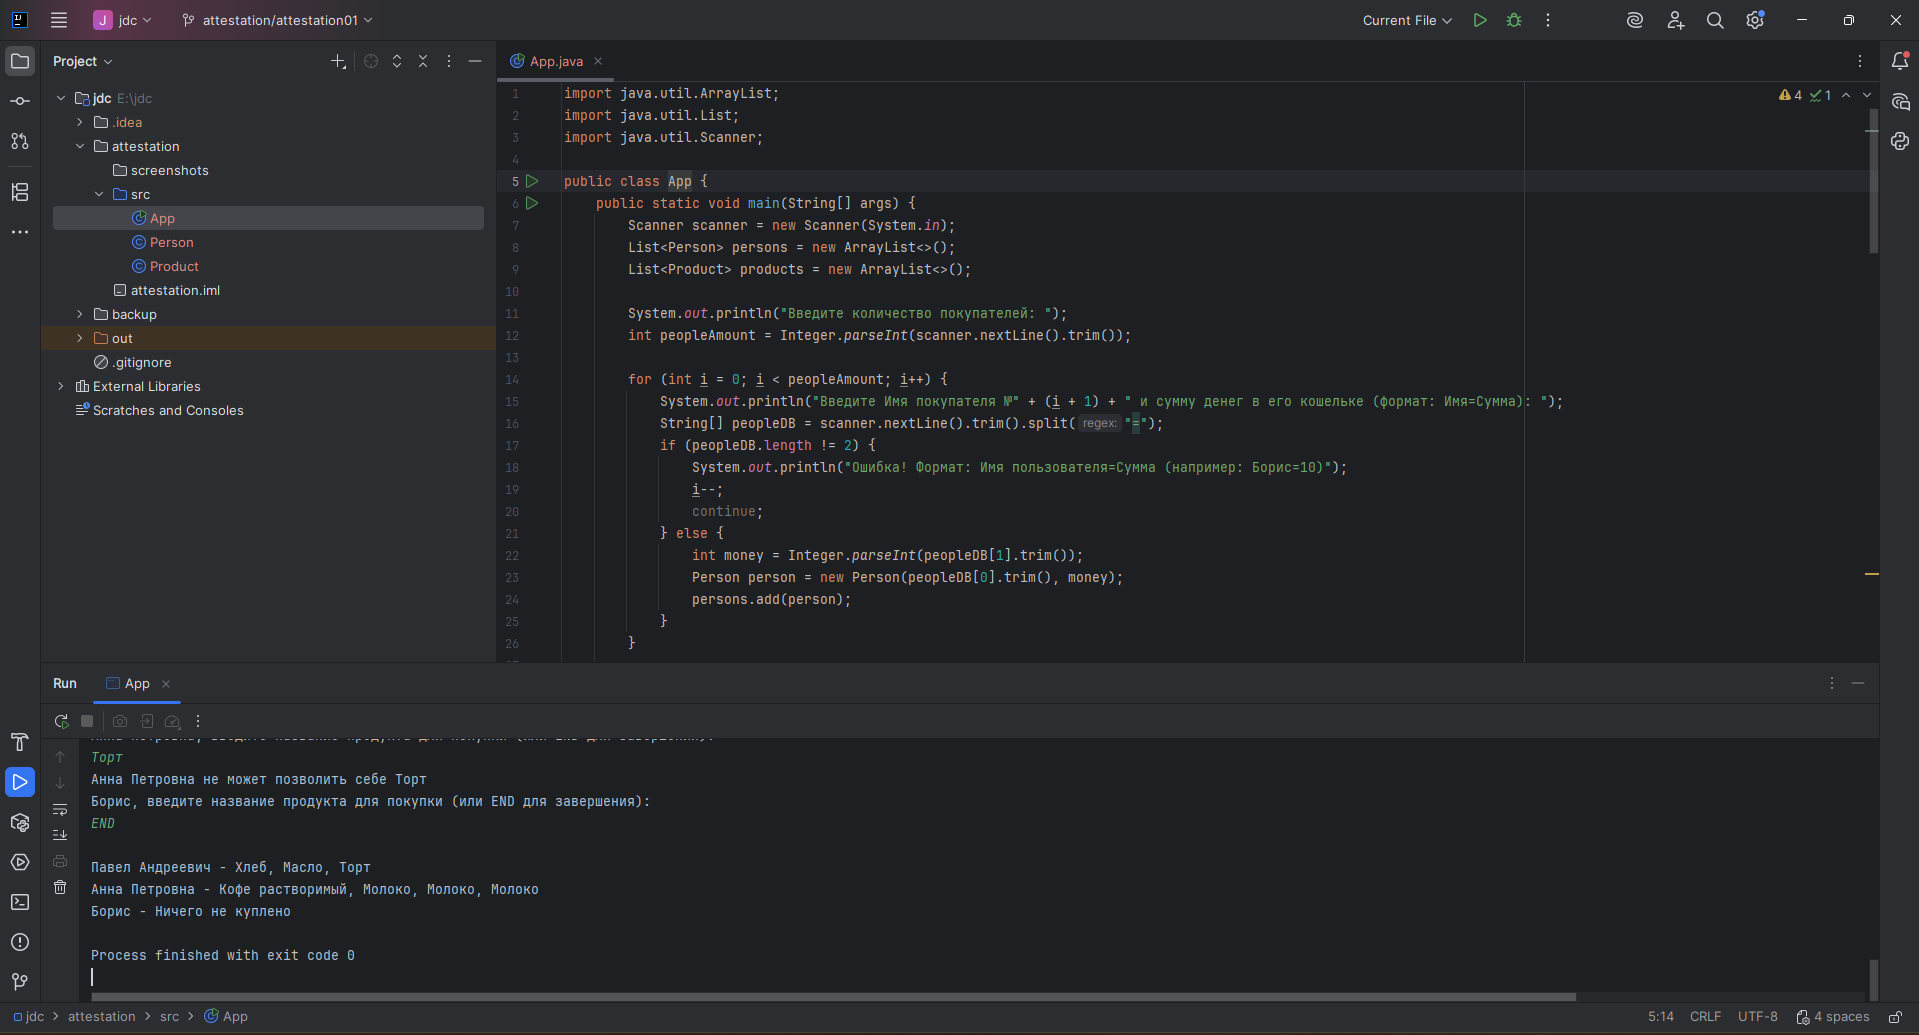 J jdc attestation/attestation01 Current File
Project
App.java
jdc E:\jdc
.idea
attestation
screenshots
src
App
Person
Product
attestation.iml
backup
out
.gitignore
External Libraries
Scratches and Consoles
4 1
1 import java.util.ArrayList;
2 import java.util.List;
3 import java.util.Scanner;
4
5 public class App {
6 public static void main(String[] args) {
7 Scanner scanner = new Scanner(System.in);
8 List<Person> persons = new ArrayList<>();
9 List<Product> products = new ArrayList<>();
10
11 System.out.println("Введите количество покупателей: ");
12 int peopleAmount = Integer.parseInt(scanner.nextLine().trim());
13
14 for (int i = 0; i < peopleAmount; i++) {
15 System.out.println("Введите Имя покупателя №" + (i + 1) + " и сумму денег в его кошельке (формат: Имя=Сумма): ");
16 String[] peopleDB = scanner.nextLine().trim().split( regex: "=");
17 if (peopleDB.length != 2) {
18 System.out.println("Ошибка! Формат: Имя пользователя=Сумма (например: Борис=10)");
19 i--;
20 continue;
21 } else {
22 int money = Integer.parseInt(peopleDB[1].trim());
23 Person person = new Person(peopleDB[0].trim(), money);
24 persons.add(person);
25 }
26 }
Run App
Торт
Анна Петровна не может позволить себе Торт
Борис, введите название продукта для покупки (или END для завершения):
END
Павел Андреевич - Хлеб, Масло, Торт
Анна Петровна - Кофе растворимый, Молоко, Молоко, Молоко
Борис - Ничего не куплено
Process finished with exit code 0
jdc > attestation > src > App
5:14 CRLF UTF-8 4 spaces